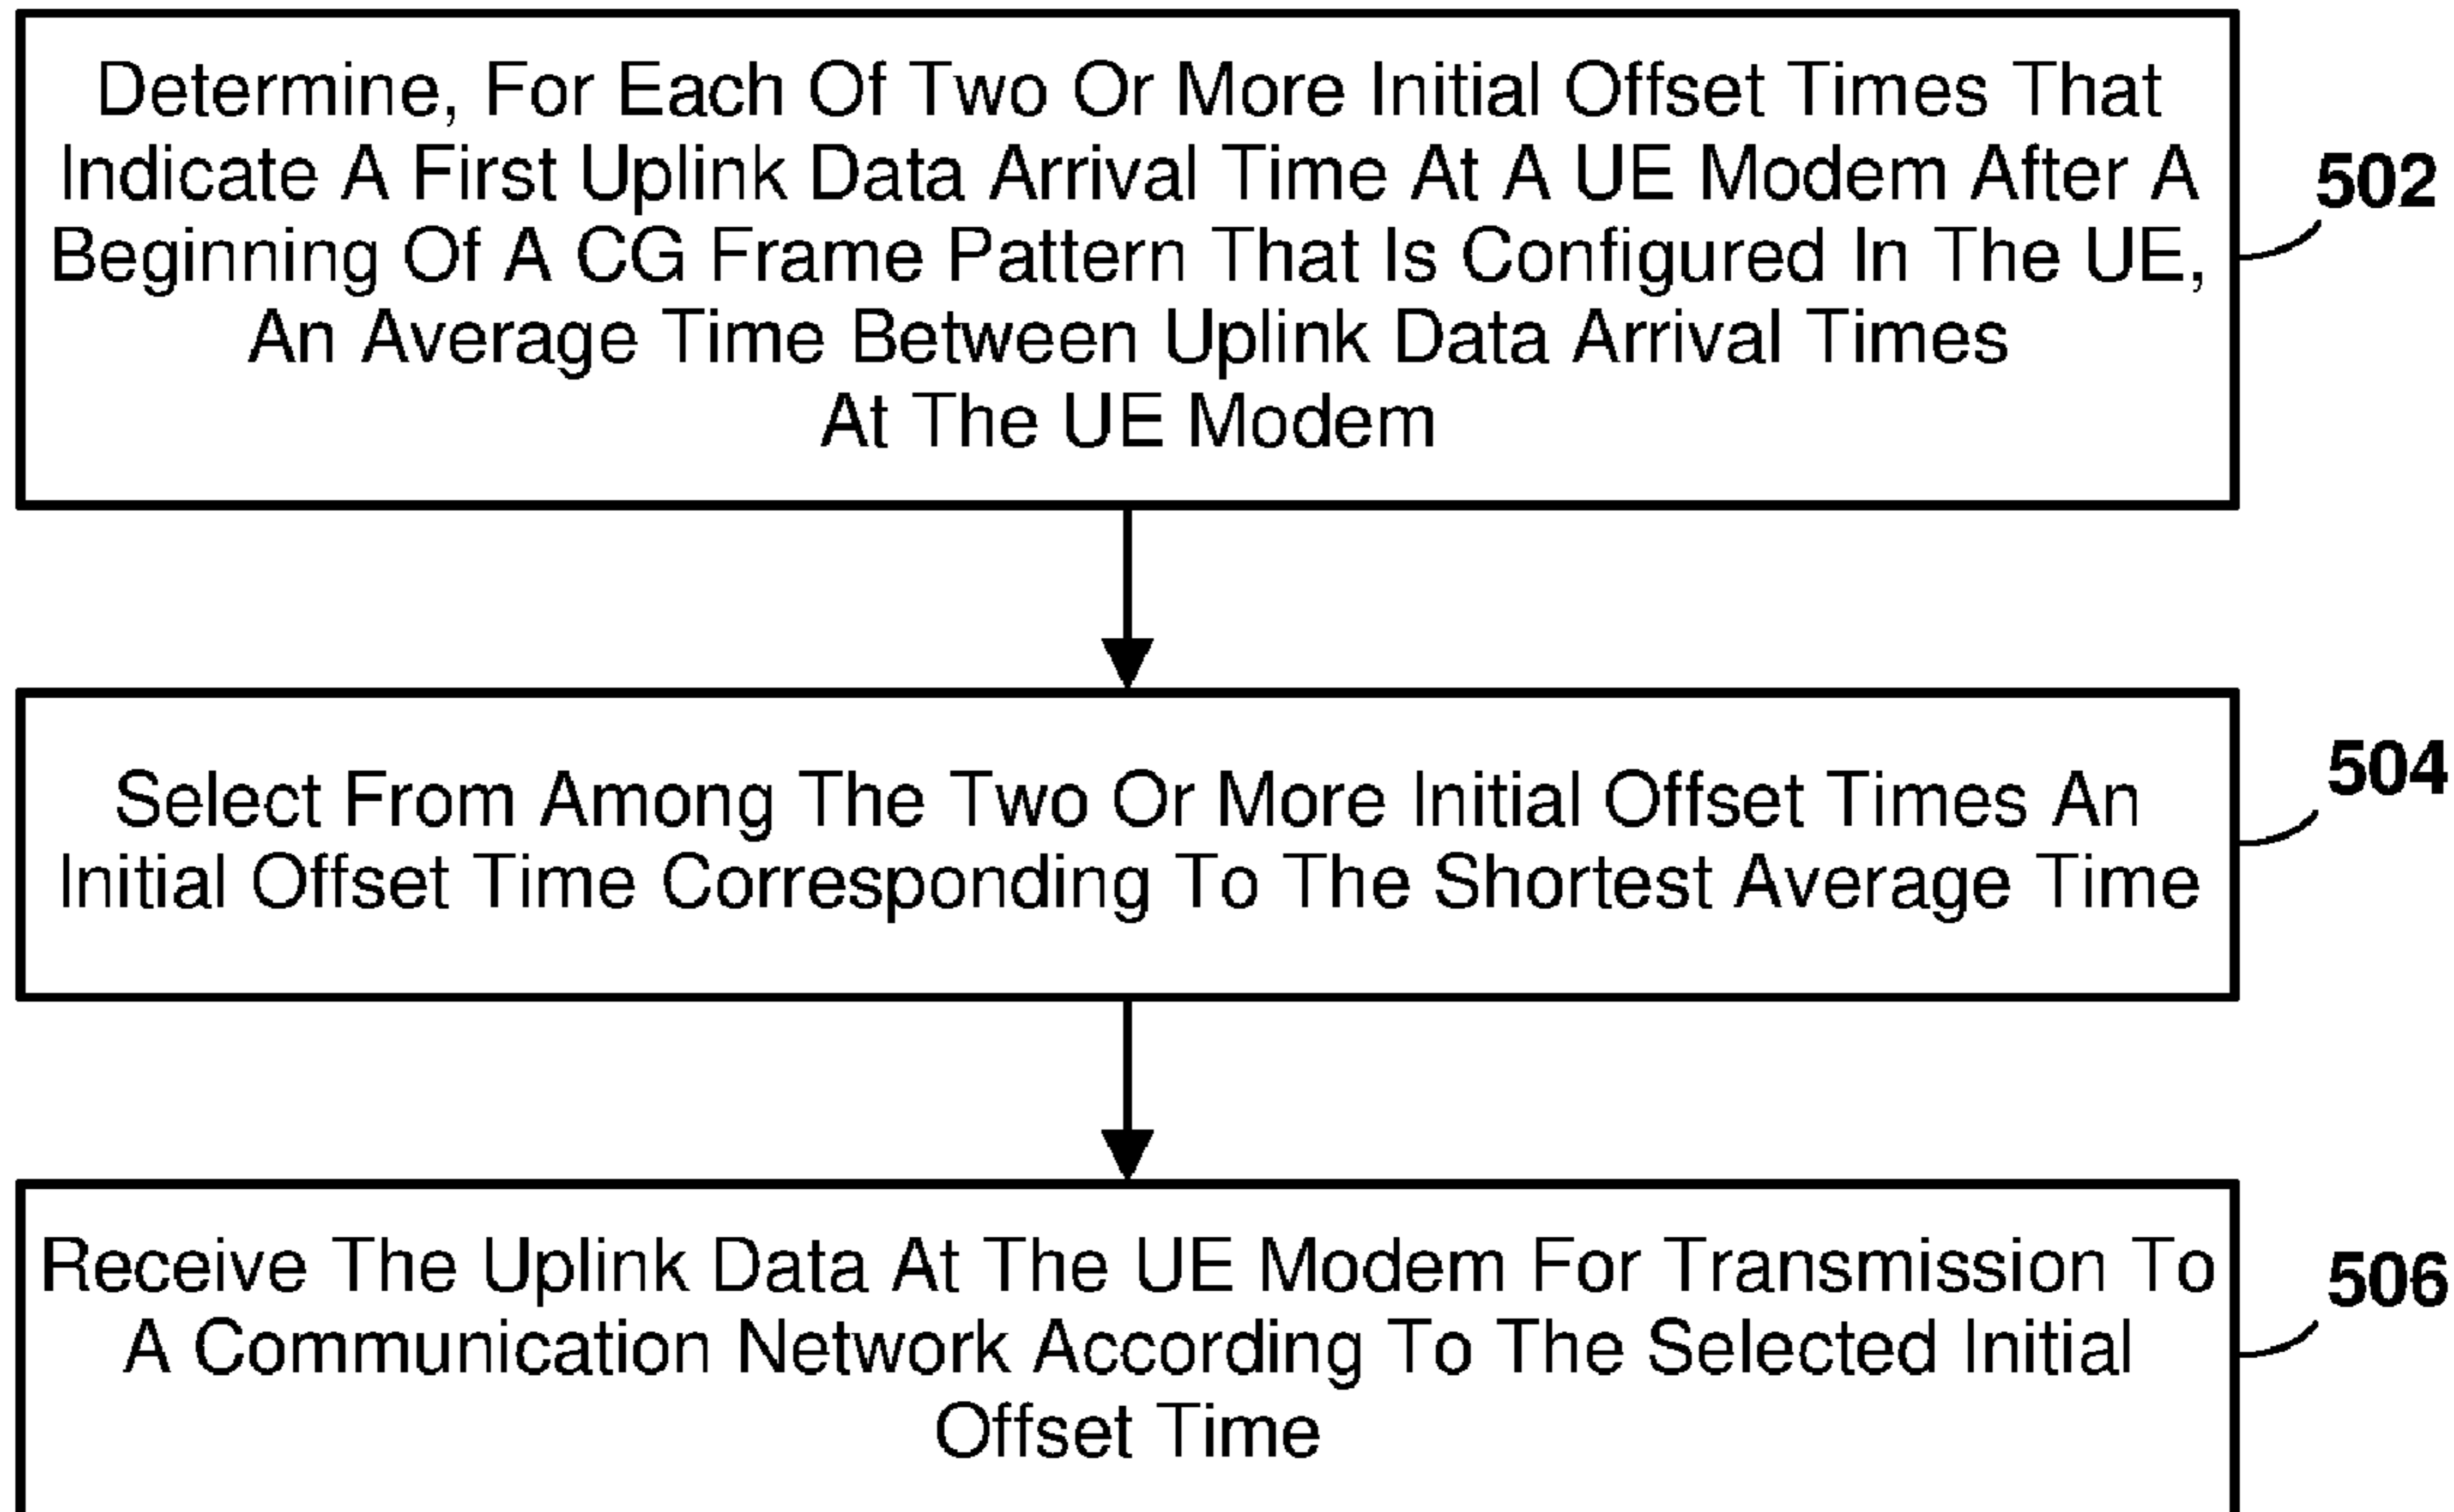 Determine, For Each Of Two Or More Initial Offset Times That
Indicate A First Uplink Data Arrival Time At A UE Modem After A
Beginning Of A CG Frame Pattern That Is Configured In The UE,
An Average Time Between Uplink Data Arrival Times
At The UE Modem
502
Select From Among The Two Or More Initial Offset Times An
Initial Offset Time Corresponding To The Shortest Average Time
504
Receive The Uplink Data At The UE Modem For Transmission To
A Communication Network According To The Selected Initial
Offset Time
506